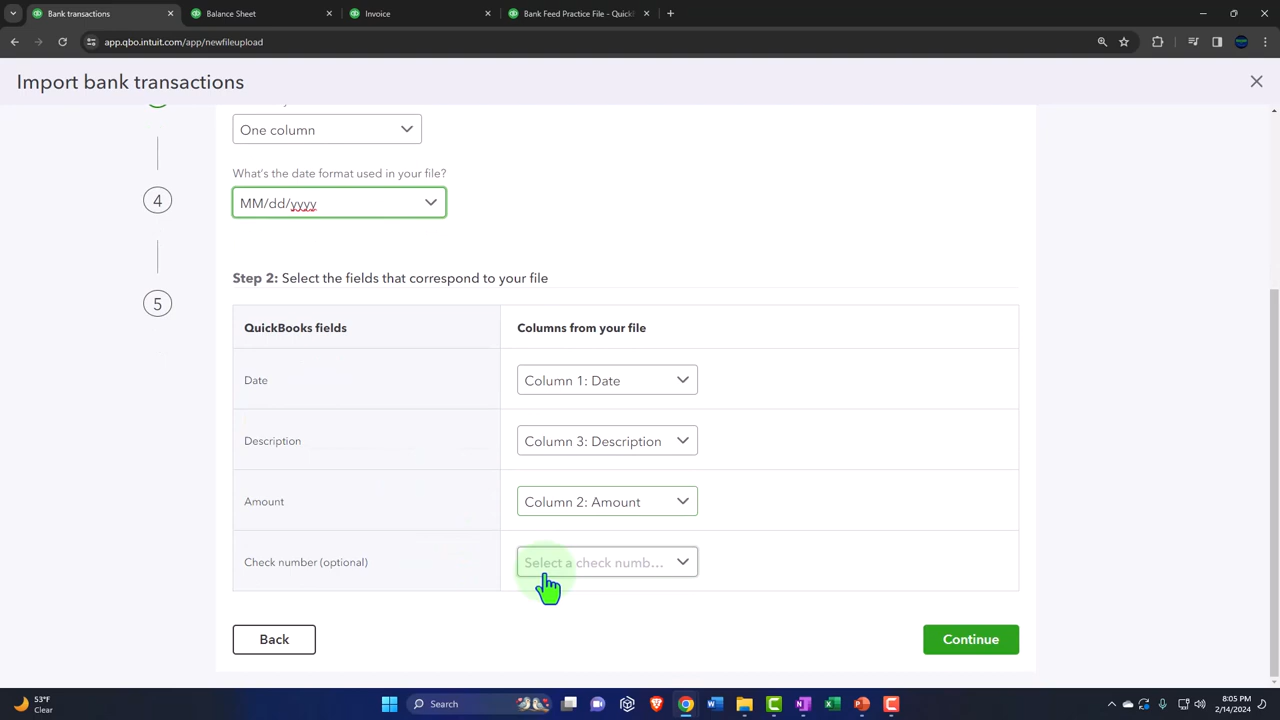 Bank transactions
Balance Sheet
Invoice
Bank Feed Practice File - Quick
app.qbo.intuit.com/app/newfileupload
Import bank transactions
One column
What's the date format used in your file?
MM/dd/yyyy
4
5
Step 2: Select the fields that correspond to your file
QuickBooks fields
Columns from your file
Date
Column 1: Date
Description
Column 3: Description
Amount
Column 2: Amount
Check number (optional)
Select a check numb...
Back
Continue
53°F
Clear
Search
8:05 PM
2/14/2024